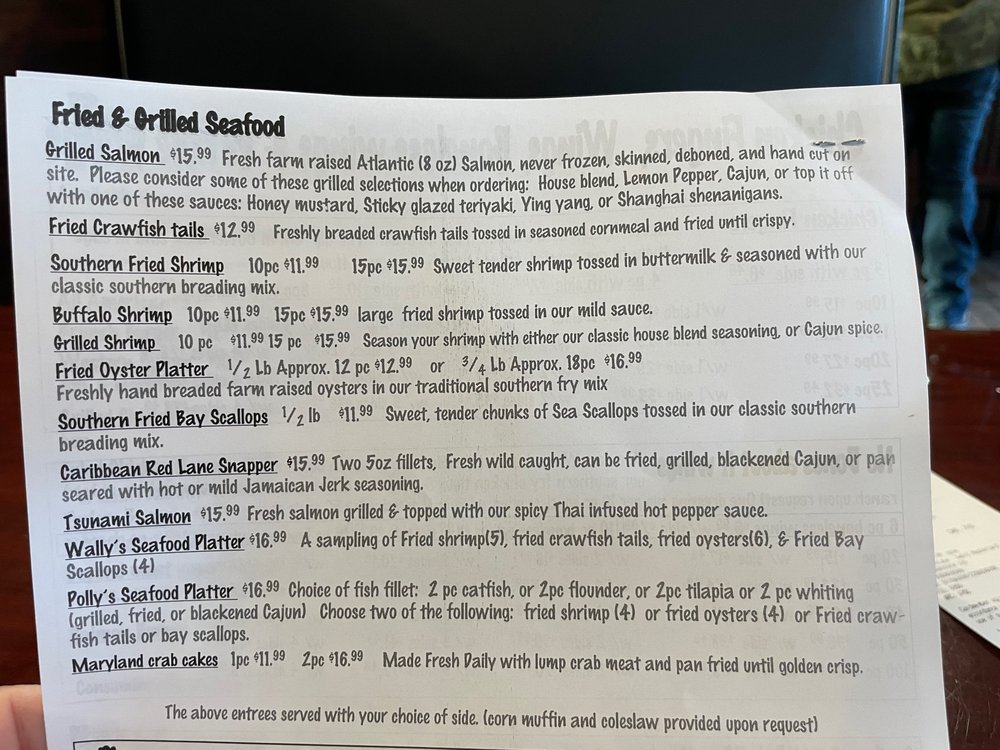 Fried & Grilled Seafood
Grilled Salmon $15.99 Fresh farm raised Atlantic (8 oz) Salmon, never frozen, skinned, deboned, and hand cut on
site. Please consider some of these grilled selections when ordering: House blend, Lemon Pepper, Cajun, or top it off
with one of these sauces: Honey mustard, Sticky glazed teriyaki, Ying yang, or Shanghai shenanigans.
Fried Crawfish tails $12.99 Freshly breaded crawfish tails tossed in seasoned cornmeal and fried until crispy.
Southern Fried Shrimp 10pc $11.99 15pc $15.99 Sweet tender shrimp tossed in buttermilk & seasoned with our
classic southern breading mix.
Buffalo Shrimp 10pc $11.99 15pc $15.99 large fried shrimp tossed in our mild sauce.
Grilled Shrimp 10 pc $11.99 15 pc $15.99 Season your shrimp with either our classic house blend seasoning, or Cajun spice.
Fried Oyster Platter 1/2 Lb Approx. 12 pc $12.99 or 3/4 Lb Approx. 18pc $16.99
Freshly hand breaded farm raised oysters in our traditional southern fry mix
Southern Fried Bay Scallops 1/2 lb $11.99 Sweet, tender chunks of Sea Scallops tossed in our classic southern
breading mix.
Caribbean Red Lane Snapper $15.99 Two 5oz fillets, Fresh wild caught, can be fried, grilled, blackened Cajun, or pan
seared with hot or mild Jamaican Jerk seasoning.
Tsunami Salmon $15.99 Fresh salmon grilled & topped with our spicy Thai infused hot pepper sauce.
Wally's Seafood Platter $16.99 A sampling of Fried shrimp(5), fried crawfish tails, fried oysters(6), & Fried Bay
Scallops (4)
Polly's Seafood Platter $16.99 Choice of fish fillet: 2 pc catfish, or 2pc flounder, or 2pc tilapia or 2 pc whiting
(grilled, fried, or blackened Cajun) Choose two of the following: fried shrimp (4) or fried oysters (4) or Fried craw-
fish tails or bay scallops.
Maryland crab cakes 1pc $11.99 2pc $16.99 Made Fresh Daily with lump crab meat and pan fried until golden crisp.
The above entrees served with your choice of side. (corn muffin and coleslaw provided upon request)